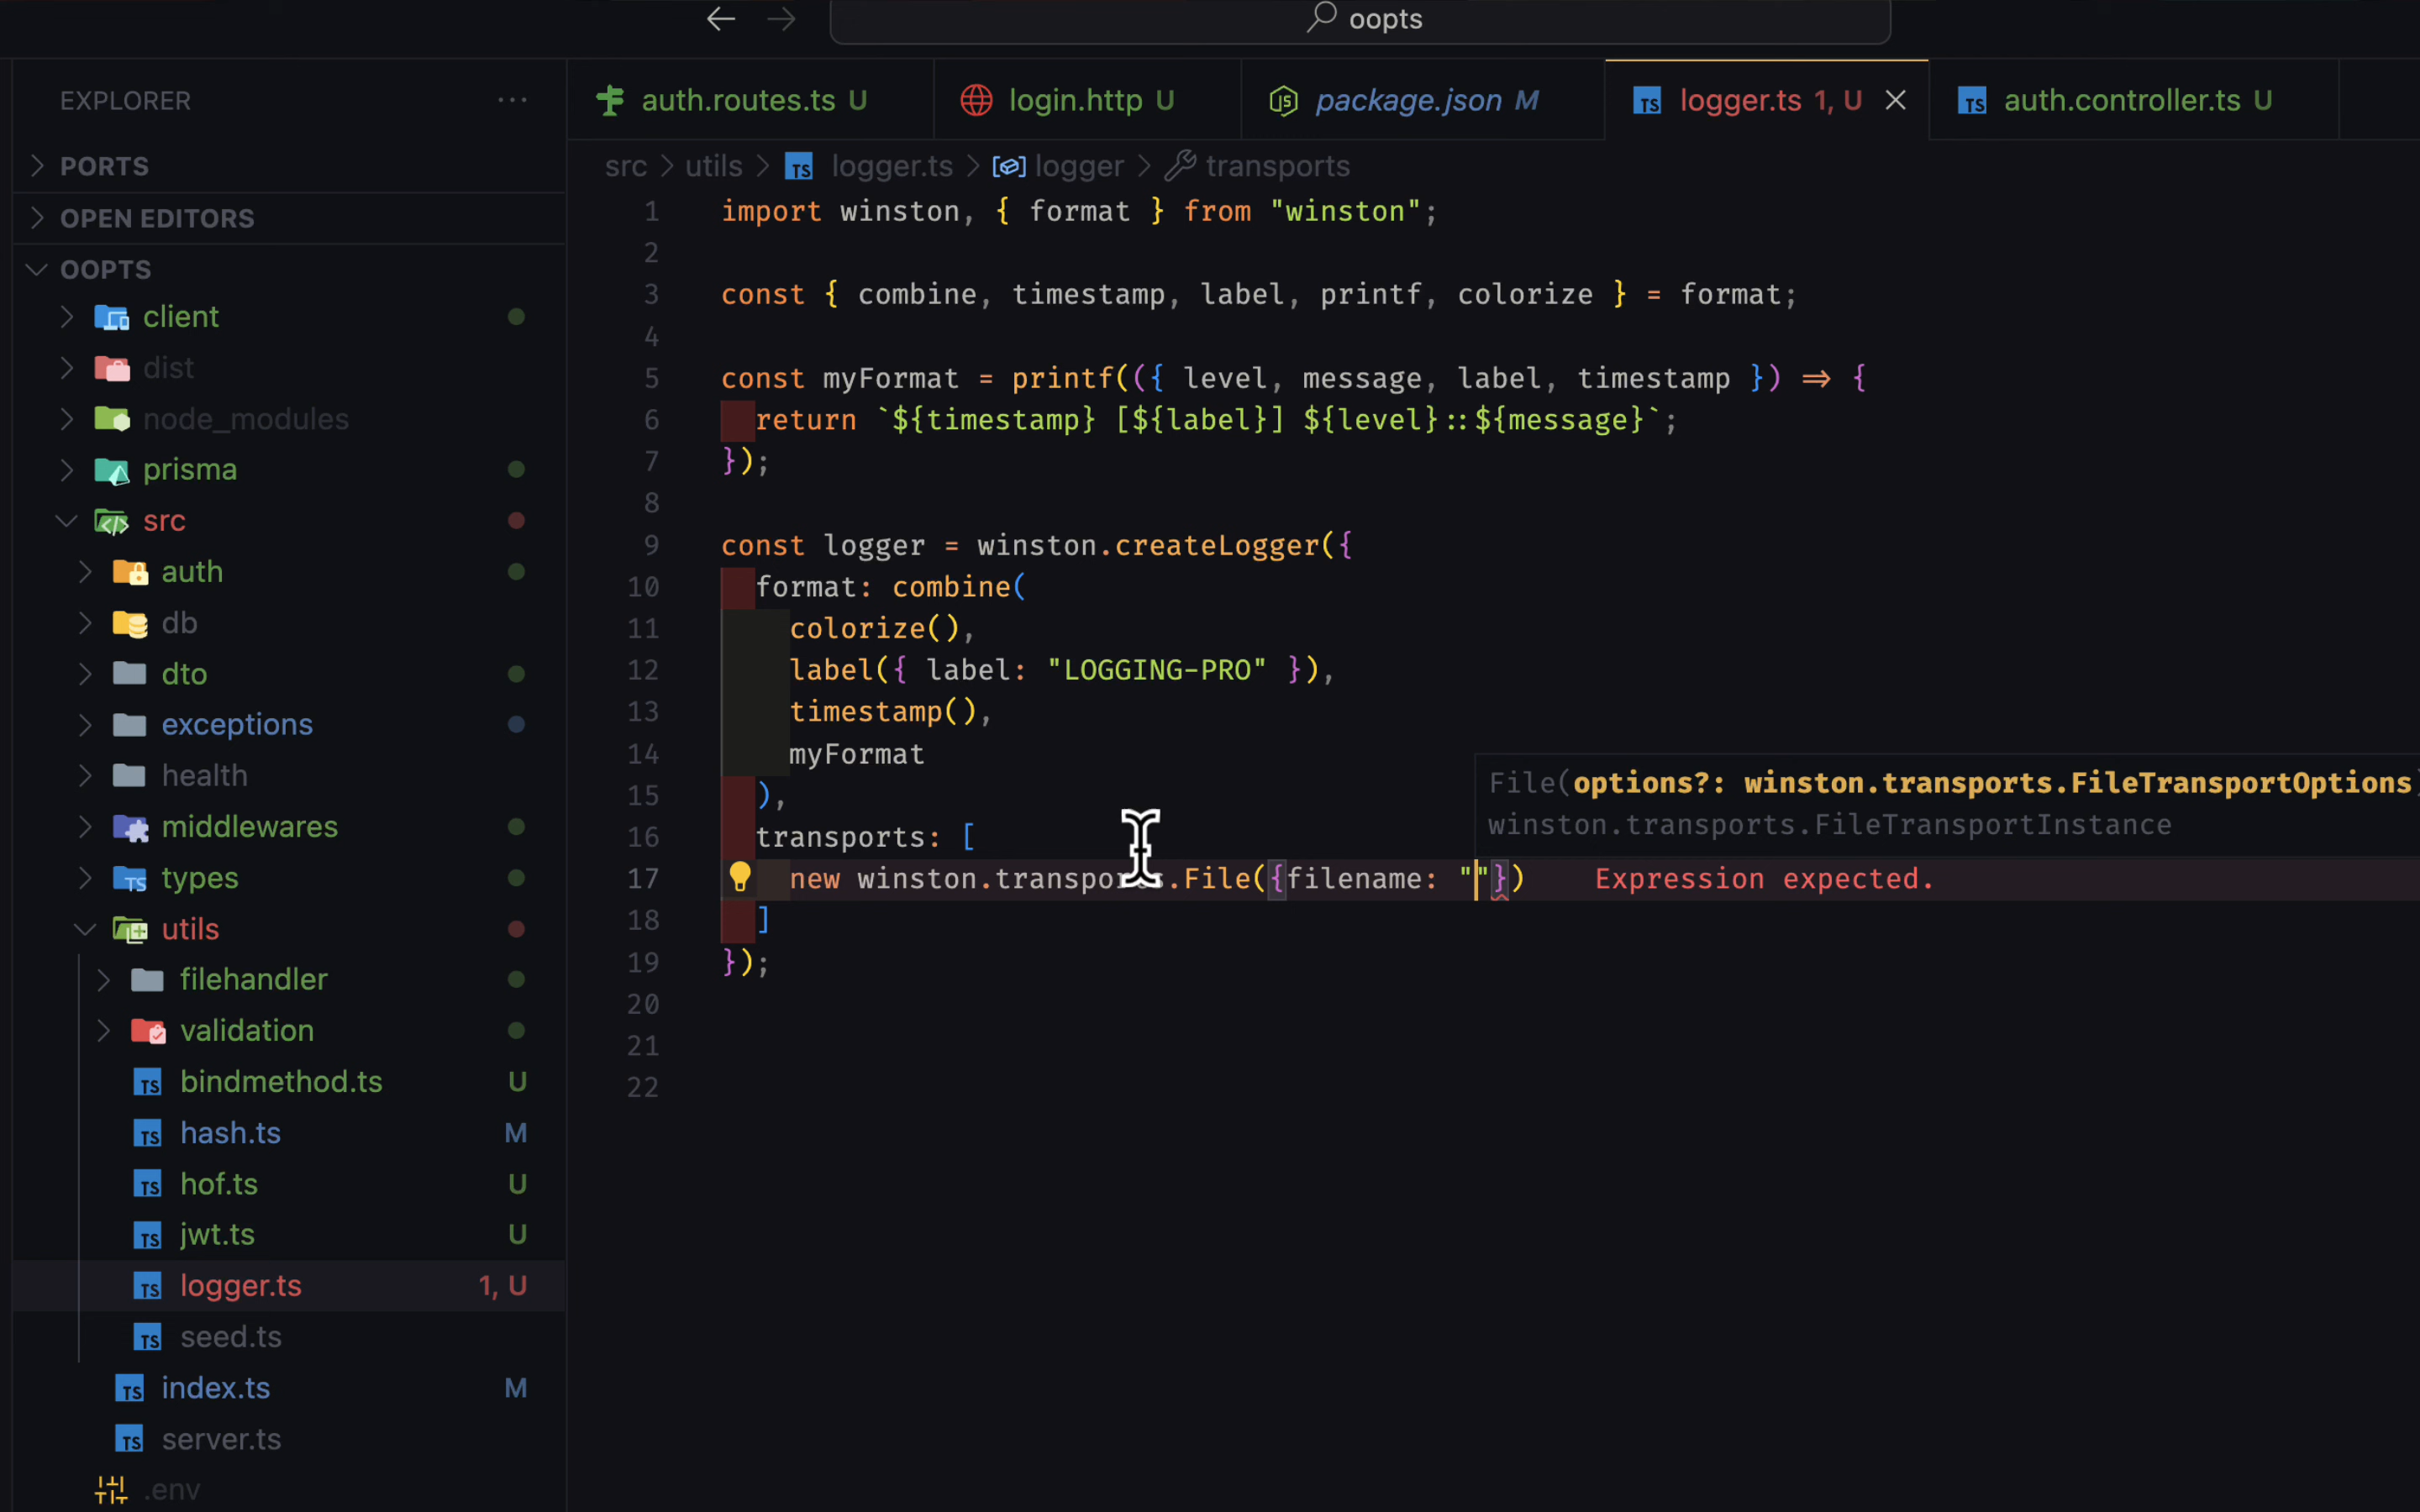 oopts
EXPLORER ...
PORTS
OPEN EDITORS
OOPTS
client
dist
node_modules
prisma
src
auth
db
dto
exceptions
health
middlewares
types
utils
filehandler
validation
bindmethod.ts U
hash.ts M
hof.ts U
jwt.ts U
logger.ts 1, U
seed.ts
index.ts M
server.ts
.env
auth.routes.ts U login.http U package.json M logger.ts 1, U auth.controller.ts U
src > utils > logger.ts > logger > transports
1 import winston, { format } from "winston";
2
3 const { combine, timestamp, label, printf, colorize } = format;
4
5 const myFormat = printf(({ level, message, label, timestamp }) ⇒ {
6 return `${timestamp} [${label}] ${level}::${message}`;
7 });
8
9 const logger = winston.createLogger({
10 format: combine(
11 colorize(),
12 label({ label: "LOGGING-PRO" }),
13 timestamp(),
14 myFormat
15 ),
16 transports: [
17 new winston.transports.File({filename: ""}) Expression expected.
18 ]
19 });
20
21
22
File(options?: winston.transports.FileTransportOptions)
winston.transports.FileTransportInstance